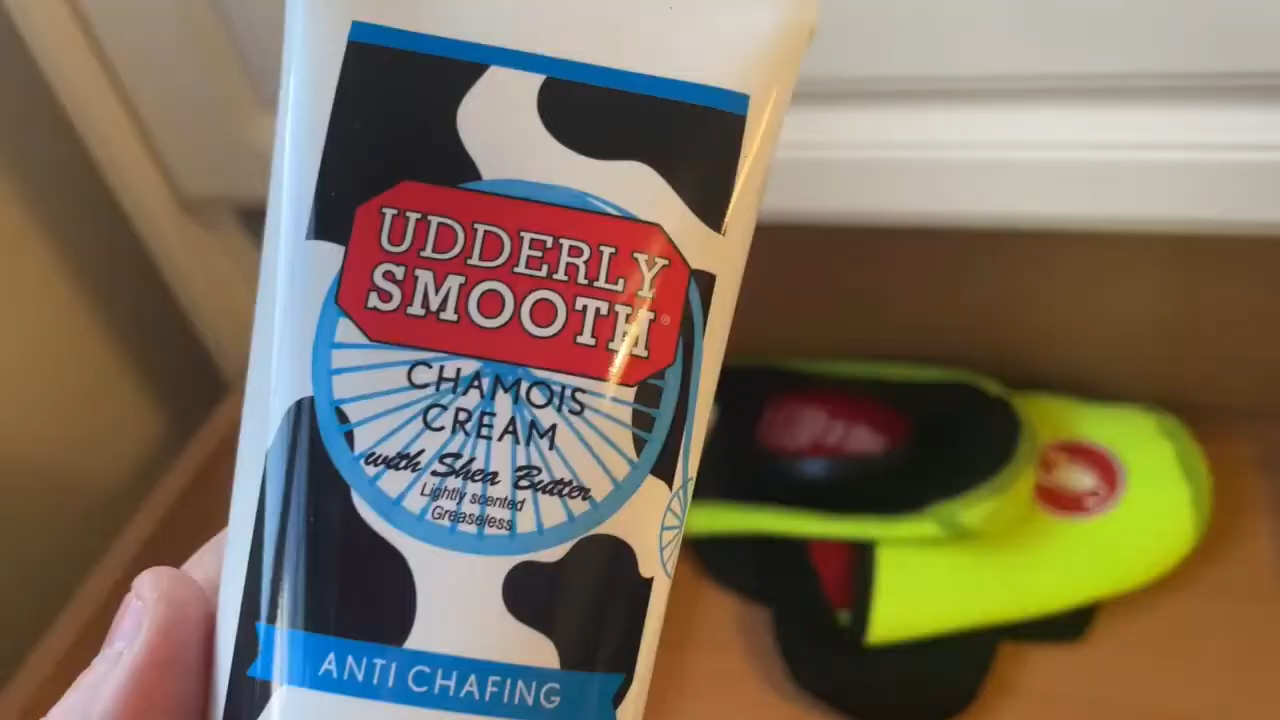 UDDERLY
SMOOTH®
CHAMOIS
CREAM
with Shea Butter
Lightly scented
Greaseless
ANTI CHAFING